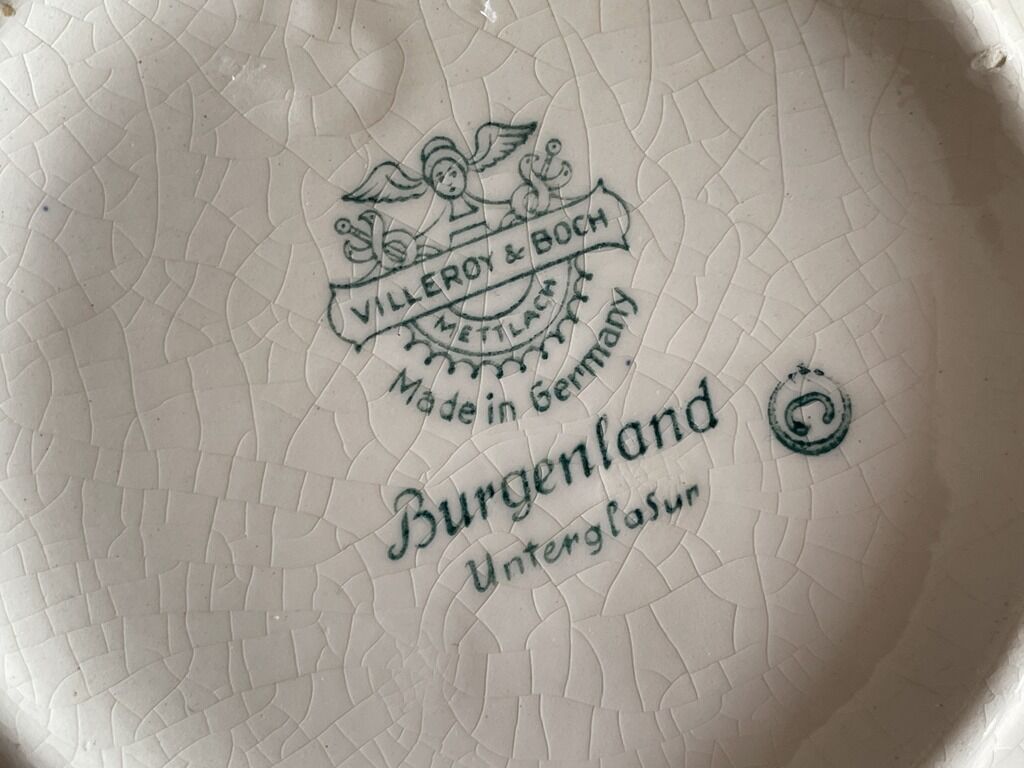 VILLEROY & BOCH
METTLACH
Made in Germany
Burgenland
Unterglasur